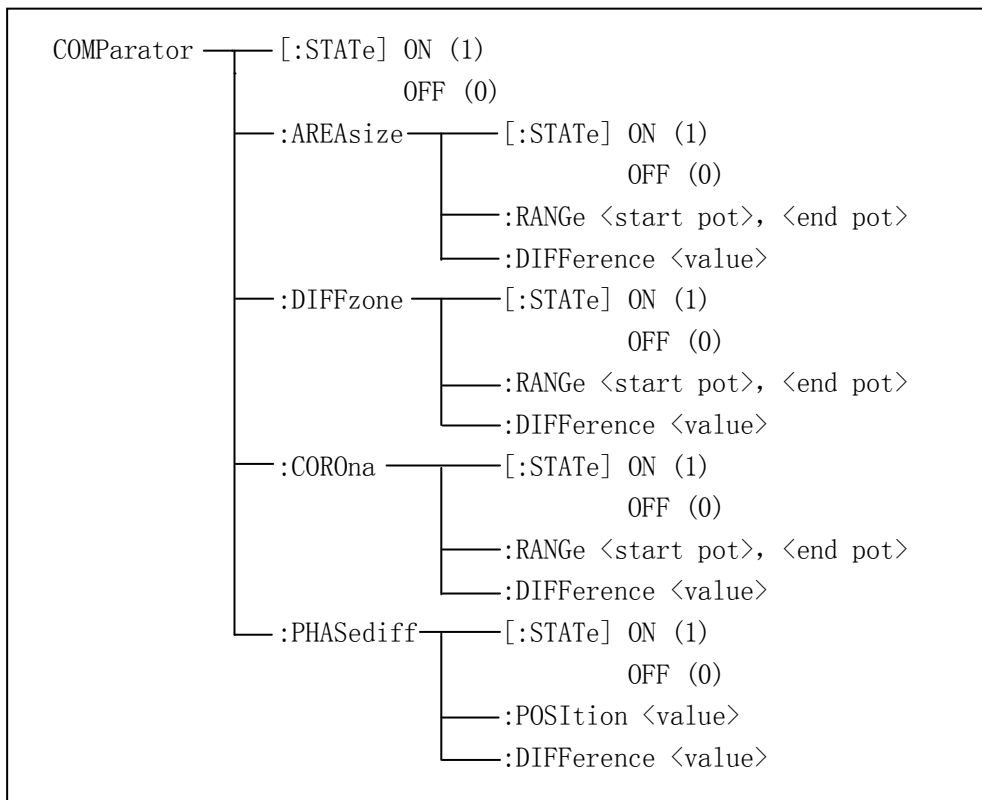 COMParator [:STATe] ON (1)
OFF (0)
:AREAsize [:STATe] ON (1)
OFF (0)
:RANGe <start pot>, <end pot>
:DIFFerence <value>
:DIFFzone [:STATe] ON (1)
OFF (0)
:RANGe <start pot>, <end pot>
:DIFFerence <value>
:COROna [:STATe] ON (1)
OFF (0)
:RANGe <start pot>, <end pot>
:DIFFerence <value>
:PHASediff [:STATe] ON (1)
OFF (0)
:POSItion <value>
:DIFFerence <value>